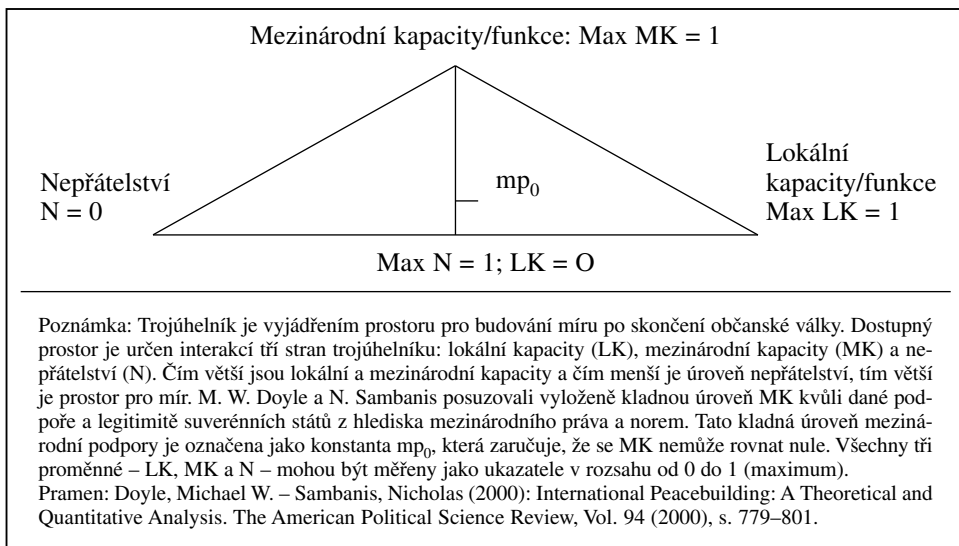 Mezinárodní kapacity/funkce: Max MK = 1
Nepřátelství
N = 0
mp₀
Lokální
kapacity/funkce
Max LK = 1
Max N = 1; LK = O
Poznámka: Trojúhelník je vyjádřením prostoru pro budování míru po skončení občanské války. Dostupný
prostor je určen interakcí tří stran trojúhelníku: lokální kapacity (LK), mezinárodní kapacity (MK) a ne-
přátelství (N). Čím větší jsou lokální a mezinárodní kapacity a čím menší je úroveň nepřátelství, tím větší
je prostor pro mír. M. W. Doyle a N. Sambanis posuzovali vyloženě kladnou úroveň MK kvůli dané pod-
poře a legitimitě suverénních států z hlediska mezinárodního práva a norem. Tato kladná úroveň meziná-
rodní podpory je označena jako konstanta mp₀, která zaručuje, že se MK nemůže rovnat nule. Všechny tři
proměnné – LK, MK a N – mohou být měřeny jako ukazatele v rozsahu od 0 do 1 (maximum).
Pramen: Doyle, Michael W. – Sambanis, Nicholas (2000): International Peacebuilding: A Theoretical and
Quantitative Analysis. The American Political Science Review, Vol. 94 (2000), s. 779–801.